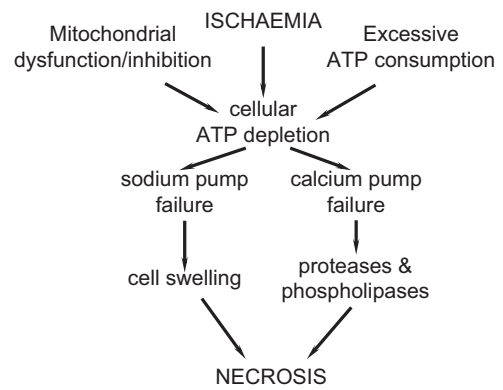 ISCHAEMIA
Mitochondrial
dysfunction/inhibition
Excessive
ATP consumption
cellular
ATP depletion
sodium pump
failure
calcium pump
failure
cell swelling
proteases &
phospholipases
NECROSIS